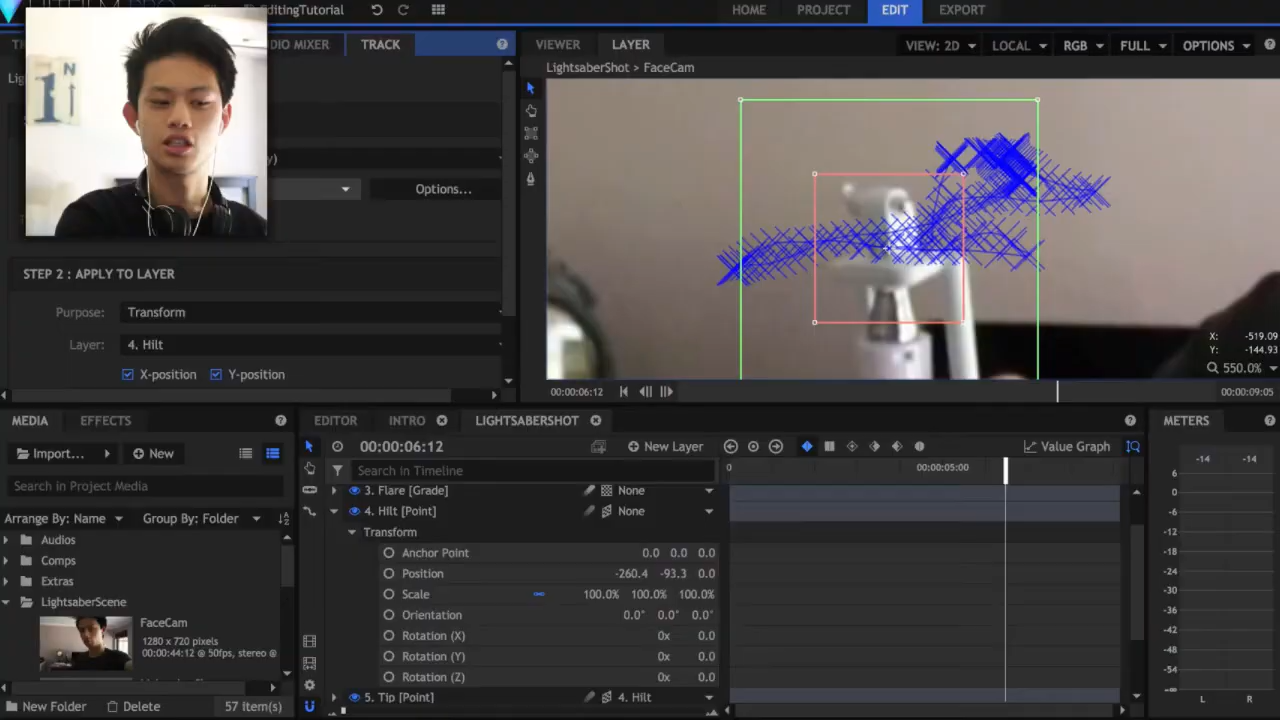 EditingTutorial HOME PROJECT EDIT EXPORT
DIO MIXER TRACK VIEWER LAYER VIEW: 2D LOCAL RGB FULL OPTIONS
LightsaberShot > FaceCam
Options...
STEP 2 : APPLY TO LAYER
Purpose: Transform
Layer: 4. Hilt
X-position Y-position
X: -519.09
Y: -144.93
550.0%
00:00:06:12 00:00:09:05
MEDIA EFFECTS EDITOR INTRO LIGHTSABERSHOT METERS
Import... New 00:00:06:12 New Layer Value Graph
Search in Project Media
Search in Timeline
0 00:00:05:00
Arrange By: Name Group By: Folder
Audios
Comps
Extras
LightsaberScene
FaceCam
1280 x 720 pixels
00:00:44:12 @ 50fps, stereo @
New Folder Delete 57 item(s)
3. Flare [Grade] None
4. Hilt [Point] None
Transform
Anchor Point 0.0 0.0 0.0
Position -260.4 -93.3 0.0
Scale 100.0% 100.0% 100.0%
Orientation 0.0° 0.0° 0.0°
Rotation (X) 0x 0.0
Rotation (Y) 0x 0.0
Rotation (Z) 0x 0.0
5. Tip [Point] 4. Hilt
-14 -14
6
0
-6
-12
-18
-24
-30
-36
-42
-48
-54
-∞
L R